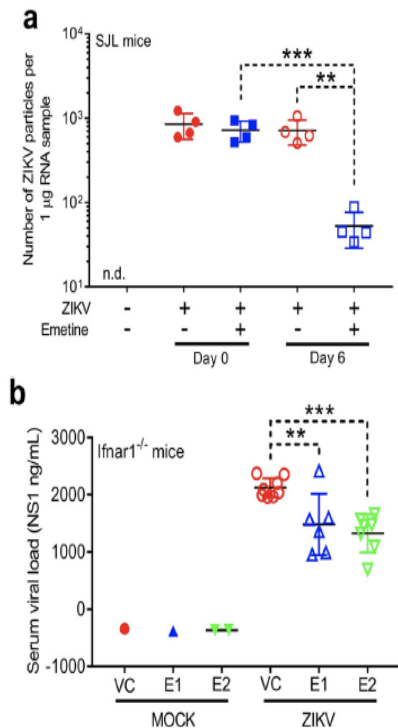 a
SJL mice
***
**
Number of ZIKV particles per
1 µg RNA sample
10⁴
10³
10²
10¹
n.d.
ZIKV - + + + +
Emetine - - + - +
Day 0 Day 6
b
Ifnar1⁻/⁻ mice
***
**
Serum viral load (NS1 ng/mL)
3000
2000
1000
0
-1000
VC E1 E2 VC E1 E2
MOCK ZIKV